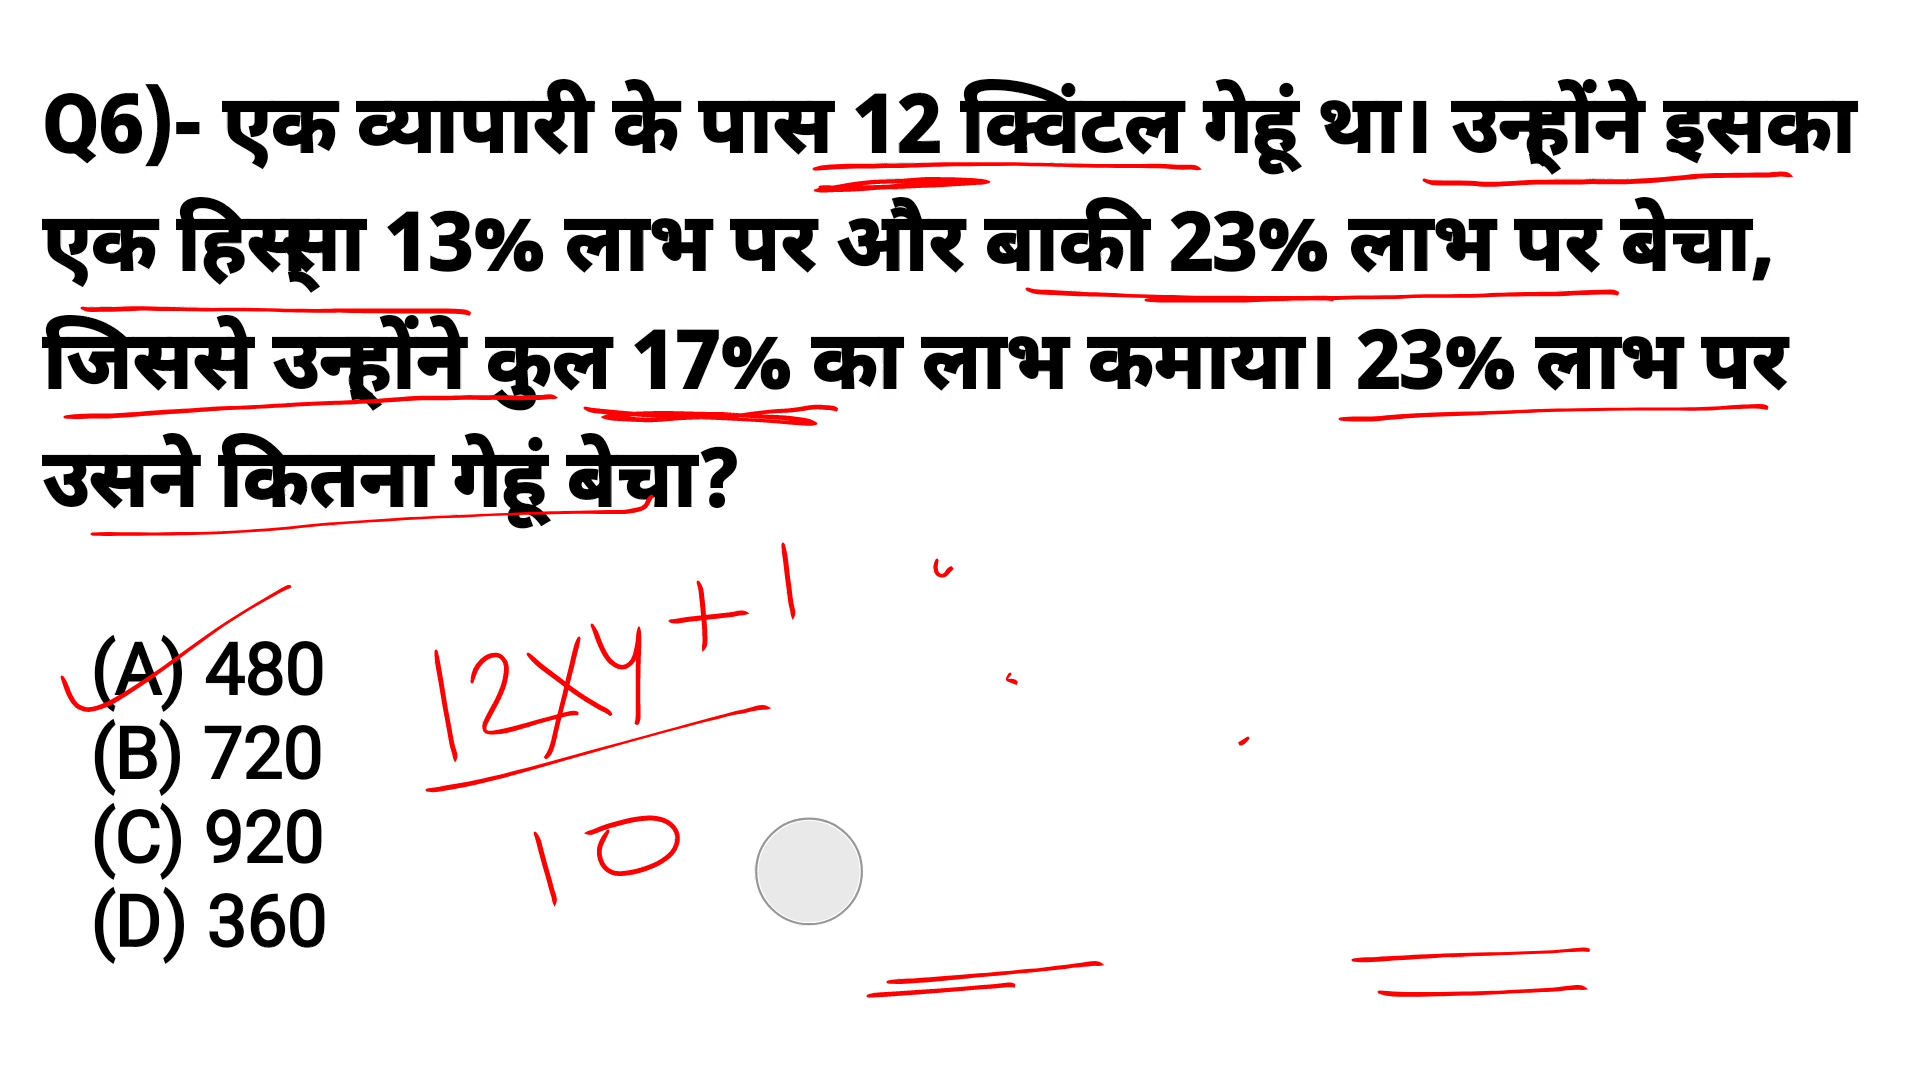 Q6)- एक व्यापारी के पास 12 क्विंटल गेहूं था। उन्होंने इसका
एक हिस्सा 13% लाभ पर और बाकी 23% लाभ पर बेचा,
जिससे उन्होंने कुल 17% का लाभ कमाया। 23% लाभ पर
उसने कितना गेहूं बेचा?
(A) 480
(B) 720
(C) 920
(D) 360
12×4+1
10